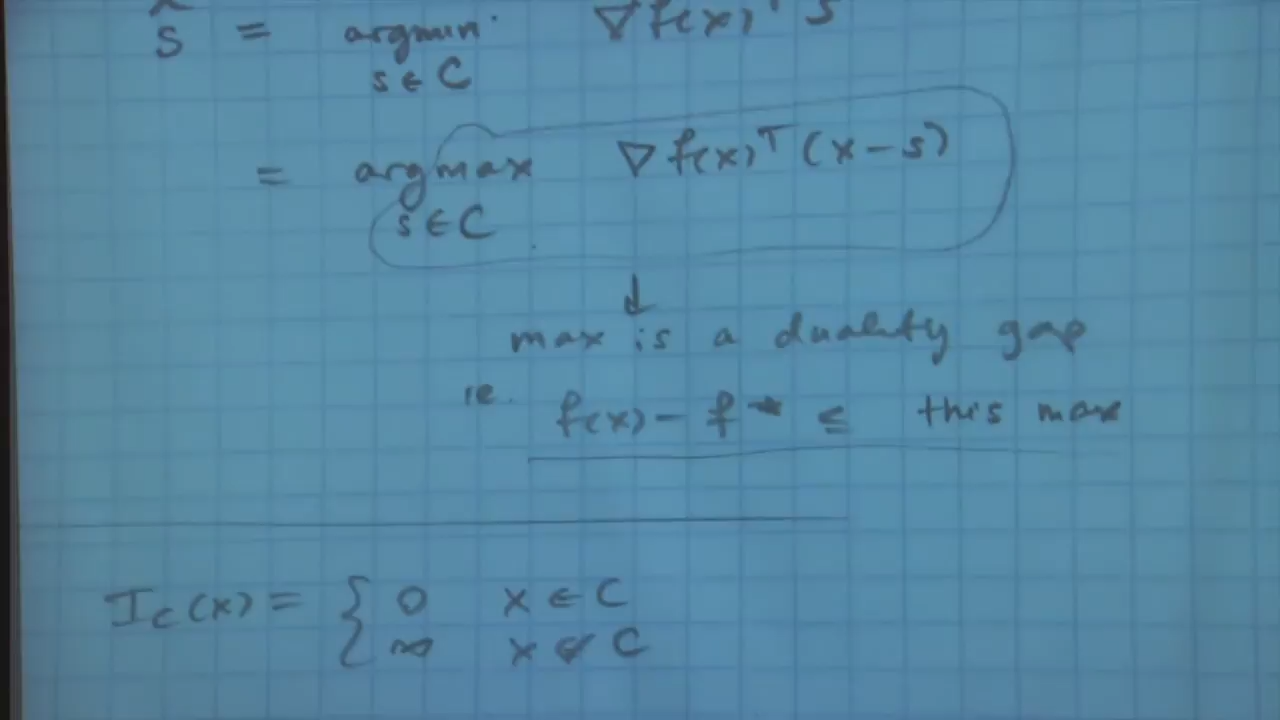 ŝ = argmin ∇f(x)ᵀ s
s ∈ C
= argmax ∇f(x)ᵀ(x−s)
s ∈ C
↓
max is a duality gap
ie. f(x) − f* ≤ this max
I_C(x) = { 0 x ∈ C
∞ x ∉ C